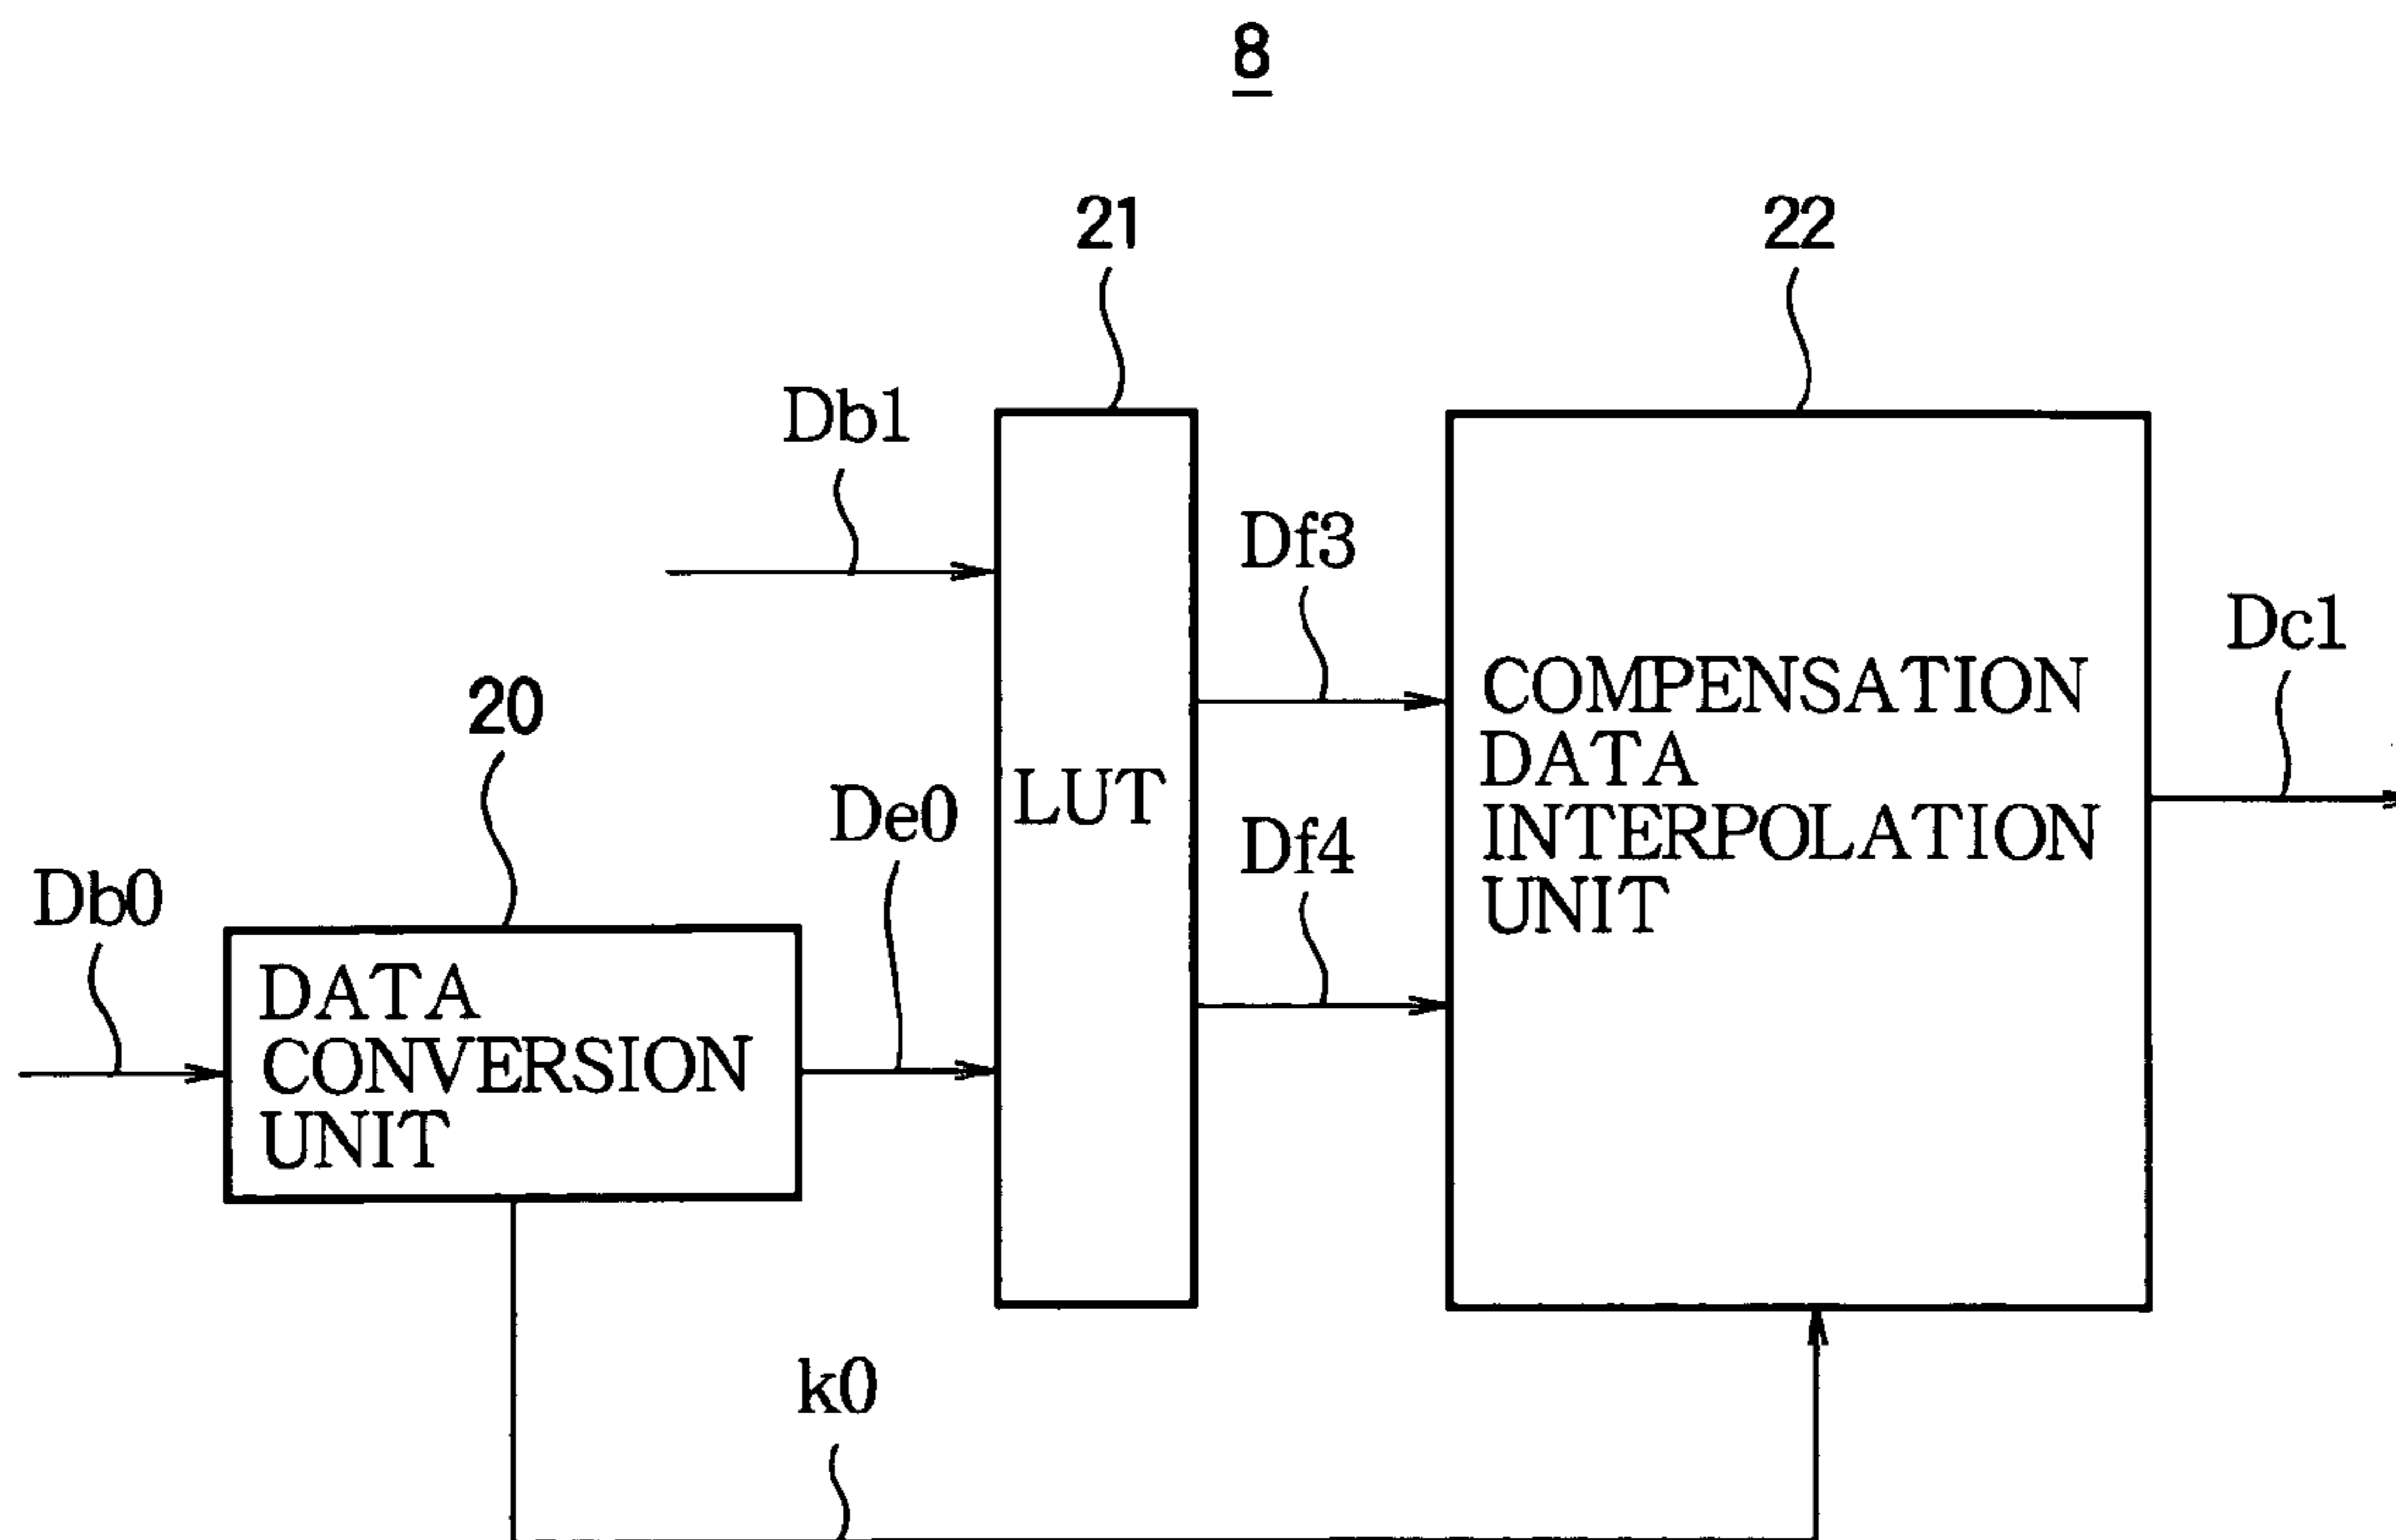 8
21
22
Db1
Df3
Dc1
20
COMPENSATION
DATA
INTERPOLATION
UNIT
LUT
De0
Df4
Db0
DATA
CONVERSION
UNIT
k0